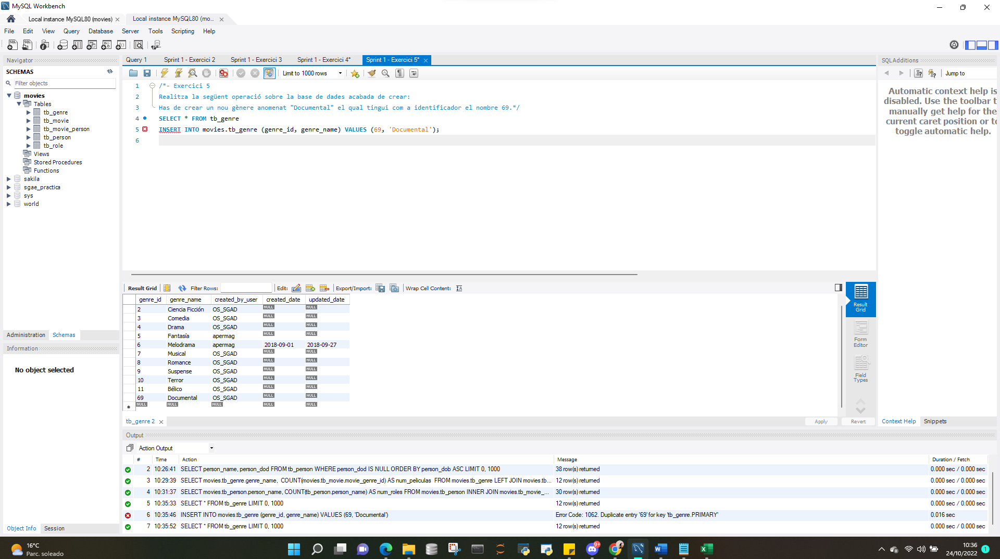 MySQL Workbench
Local instance MySQL80 (movies)
Local instance MySQL80 (mo...
File Edit View Query Database Server Tools Scripting Help
Navigator
SCHEMAS
Filter objects
movies
Tables
tb_genre
tb_movie
tb_movie_person
tb_person
tb_role
Views
Stored Procedures
Functions
sakila
sgae_practica
sys
world
Administration Schemas
Information
No object selected
Object Info Session
Query 1 Sprint 1 - Exercici 2 Sprint 1 - Exercici 3 Sprint 1 - Exercici 4* Sprint 1 - Exercici 5*
Limit to 1000 rows
1 /*- Exercici 5
2 Realitza la següent operació sobre la base de dades acabada de crear:
3 Has de crear un nou gènere anomenat "Documental" el qual tingui com a identificador el nombre 69.*/
4 SELECT * FROM tb_genre
5 INSERT INTO movies.tb_genre (genre_id, genre_name) VALUES (69, 'Documental');
6
Result Grid Filter Rows: Edit: Export/Import: Wrap Cell Content:
genre_id genre_name created_by_user created_date updated_date
2 Ciencia Ficción OS_SGAD NULL NULL
3 Comedia OS_SGAD NULL NULL
4 Drama OS_SGAD NULL NULL
5 Fantasía apermag NULL NULL
6 Melodrama apermag 2018-09-01 2018-09-27
7 Musical OS_SGAD NULL NULL
8 Romance OS_SGAD NULL NULL
9 Suspense OS_SGAD NULL NULL
10 Terror OS_SGAD NULL NULL
11 Bélico OS_SGAD NULL NULL
69 Documental OS_SGAD NULL NULL
NULL NULL NULL NULL NULL
Result
Grid
Form
Editor
Field
Types
tb_genre 2
Apply Revert
SQLAdditions
Jump to
Automatic context help is
disabled. Use the toolbar t
manually get help for the
current caret position or to
toggle automatic help.
Context Help Snippets
Output
Action Output
# Time Action Message Duration / Fetch
2 10:26:41 SELECT person_name, person_dod FROM tb_person WHERE person_dod IS NULL ORDER BY person_dob ASC LIMIT 0, 1000 38 row(s) returned 0.000 sec / 0.000 sec
3 10:29:39 SELECT movies.tb_genre.genre_name, COUNT(movies.tb_movie.movie_genre_id) AS num_peliculas FROM movies.tb_genre LEFT JOIN movies.tb... 12 row(s) returned 0.000 sec / 0.000 sec
4 10:31:37 SELECT movies.tb_person.person_name, COUNT(tb_person.person_name) AS num_roles FROM movies.tb_person INNER JOIN movies.tb_movie_... 30 row(s) returned 0.000 sec / 0.000 sec
5 10:35:33 SELECT * FROM tb_genre LIMIT 0, 1000 12 row(s) returned 0.000 sec / 0.000 sec
6 10:35:46 INSERT INTO movies.tb_genre (genre_id, genre_name) VALUES (69, 'Documental') Error Code: 1062. Duplicate entry '69' for key 'tb_genre.PRIMARY' 0.016 sec
7 10:35:52 SELECT * FROM tb_genre LIMIT 0, 1000 12 row(s) returned 0.000 sec / 0.000 sec
16°C
Parc. soleado
9+
10:36
24/10/2022
1